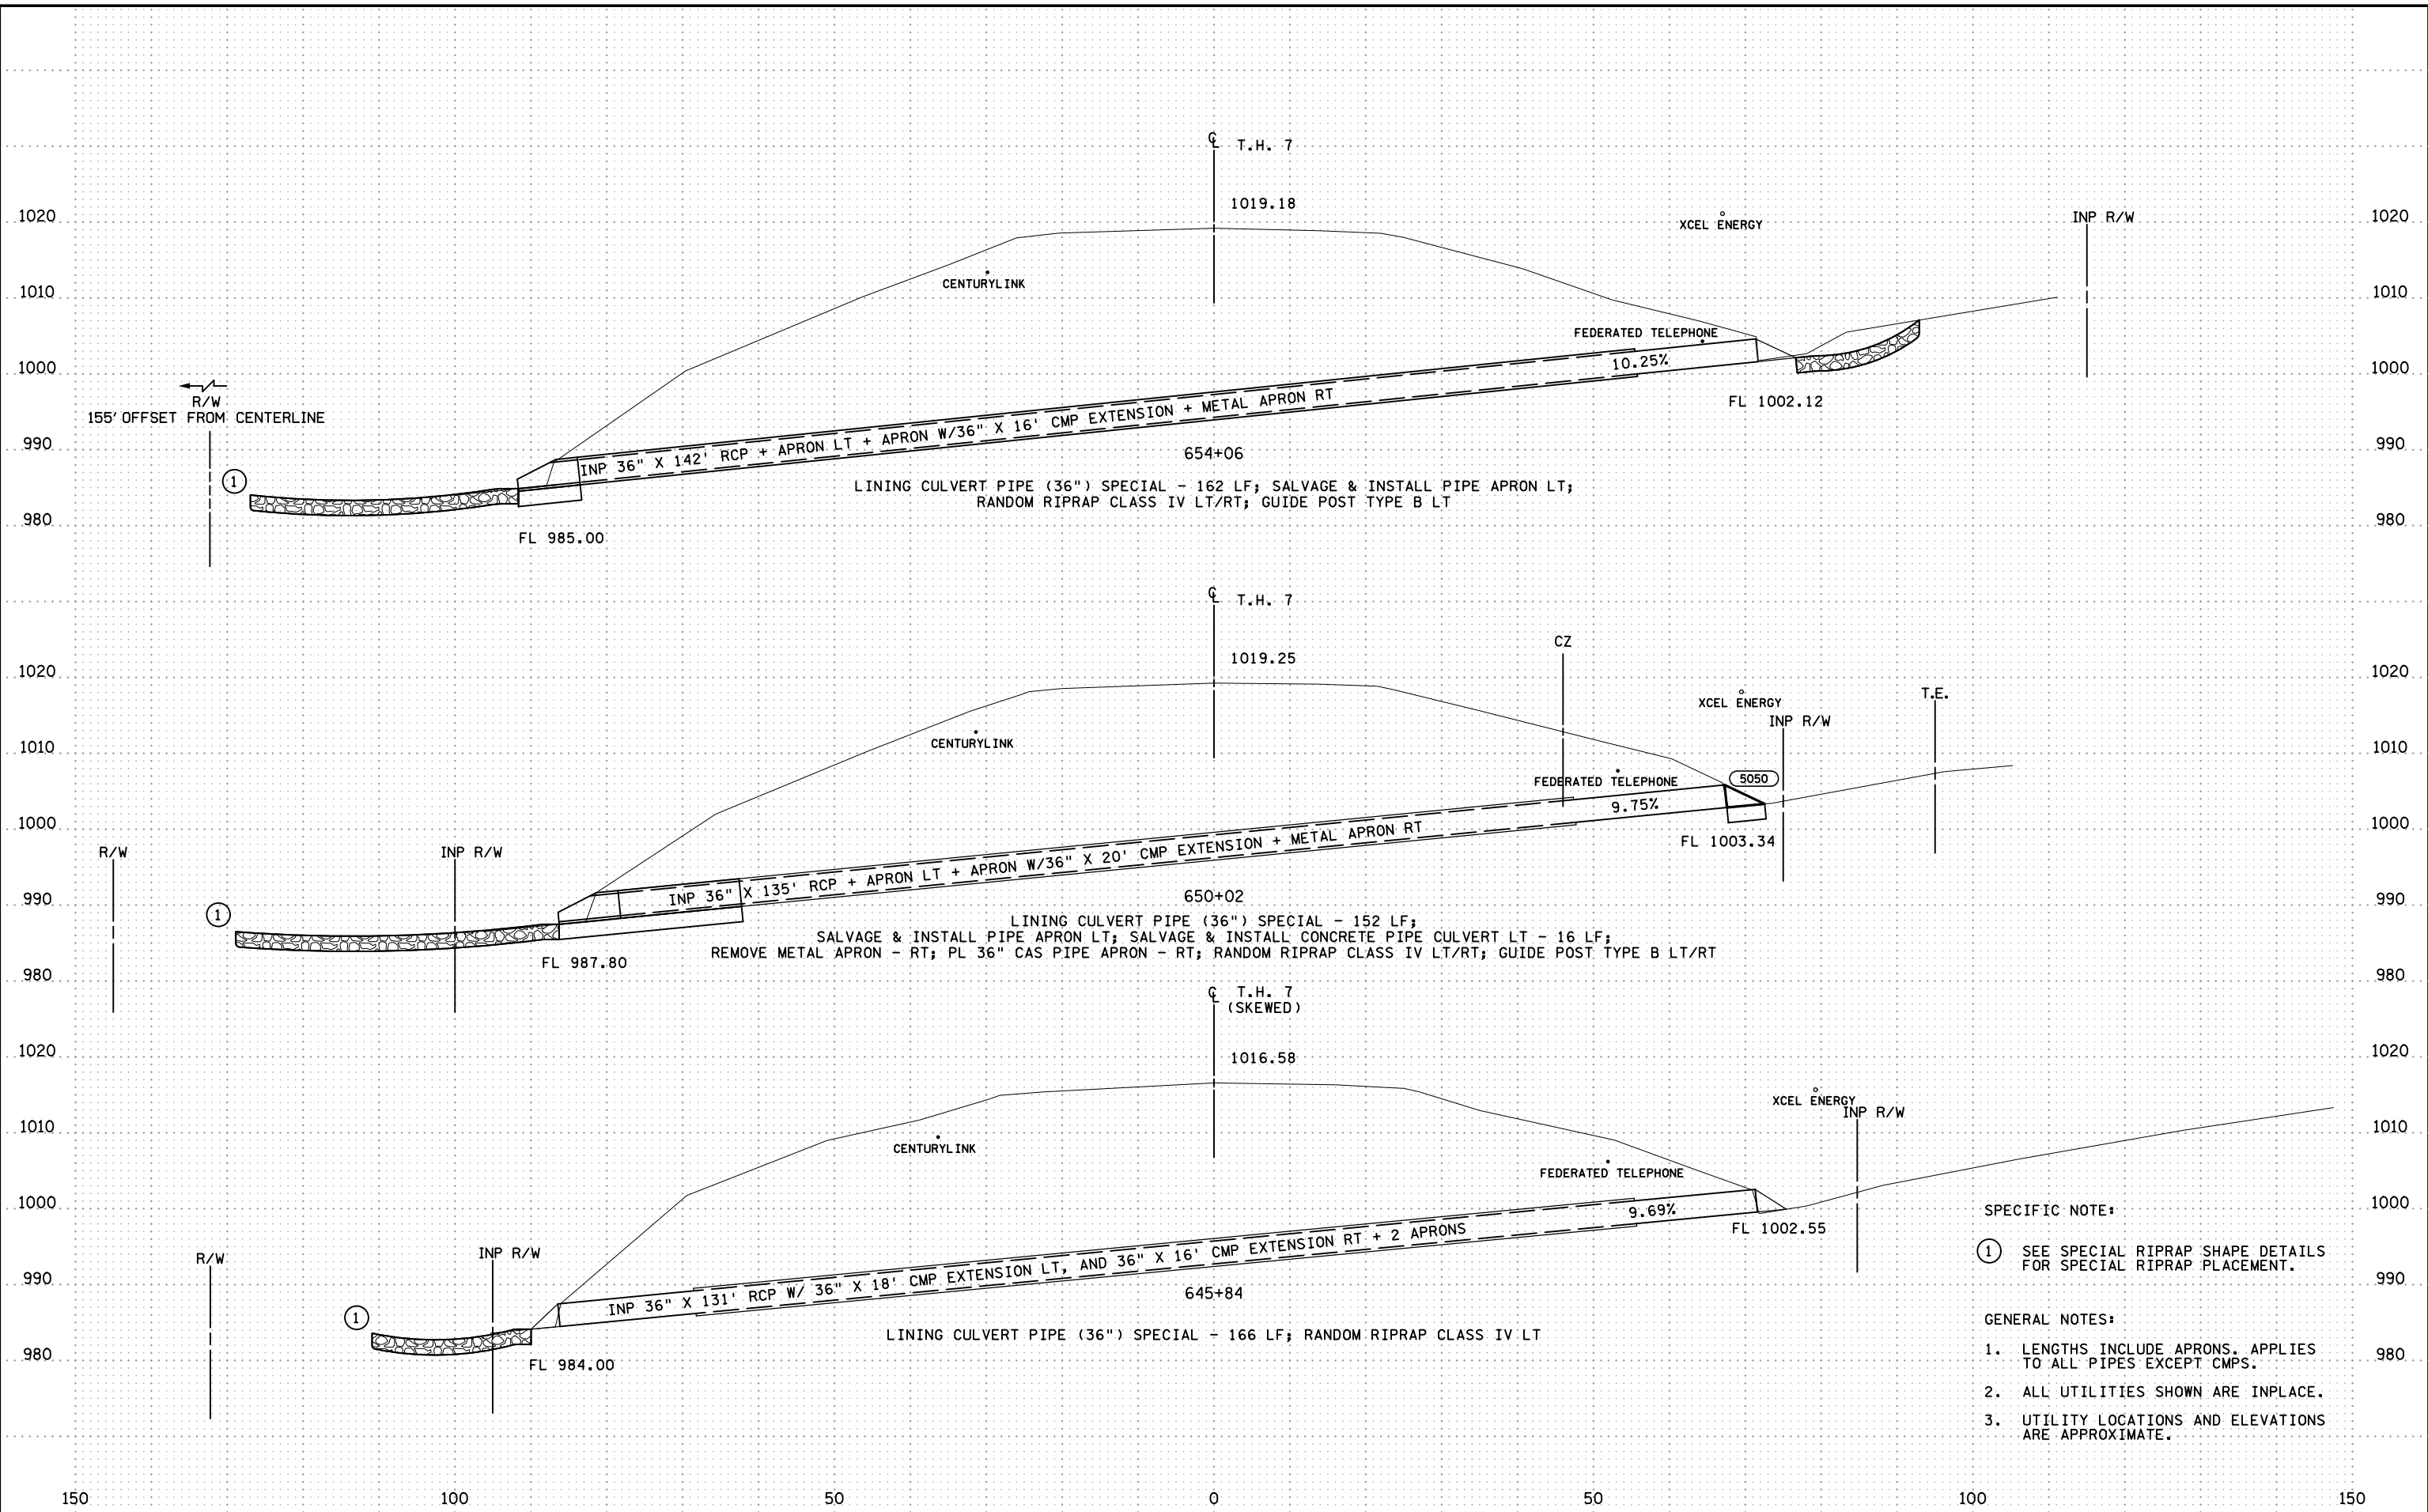 ℄ T.H. 7
1019.18
XCEL ENERGY
INP R/W
1020
1020
CENTURYLINK
1010
1010
FEDERATED TELEPHONE
10.25%
1000
1000
R/W
155' OFFSET FROM CENTERLINE
FL 1002.12
INP 36" X 142' RCP + APRON LT + APRON W/36" X 16' CMP EXTENSION + METAL APRON RT
990
990
654+06
1
LINING CULVERT PIPE (36") SPECIAL - 162 LF; SALVAGE & INSTALL PIPE APRON LT;
RANDOM RIPRAP CLASS IV LT/RT; GUIDE POST TYPE B LT
980
980
FL 985.00
℄ T.H. 7
1019.25
CZ
XCEL ENERGY
T.E.
INP R/W
1020
1020
CENTURYLINK
1010
1010
FEDERATED TELEPHONE
5050
9.75%
1000
1000
FL 1003.34
R/W
INP R/W
INP 36" X 135' RCP + APRON LT + APRON W/36" X 20' CMP EXTENSION + METAL APRON RT
990
990
650+02
1
LINING CULVERT PIPE (36") SPECIAL - 152 LF;
SALVAGE & INSTALL PIPE APRON LT; SALVAGE & INSTALL CONCRETE PIPE CULVERT LT - 16 LF;
REMOVE METAL APRON - RT; PL 36" CAS PIPE APRON - RT; RANDOM RIPRAP CLASS IV LT/RT; GUIDE POST TYPE B LT/RT
FL 987.80
980
980
℄ T.H. 7
(SKEWED)
1016.58
1020
1020
XCEL ENERGY
INP R/W
1010
1010
CENTURYLINK
FEDERATED TELEPHONE
1000
1000
9.69%
FL 1002.55
R/W
INP R/W
INP 36" X 131' RCP W/ 36" X 18' CMP EXTENSION LT, AND 36" X 16' CMP EXTENSION RT + 2 APRONS
990
990
645+84
1
LINING CULVERT PIPE (36") SPECIAL - 166 LF; RANDOM RIPRAP CLASS IV LT
980
980
FL 984.00
SPECIFIC NOTE:
1 SEE SPECIAL RIPRAP SHAPE DETAILS
FOR SPECIAL RIPRAP PLACEMENT.
GENERAL NOTES:
1. LENGTHS INCLUDE APRONS. APPLIES
TO ALL PIPES EXCEPT CMPS.
2. ALL UTILITIES SHOWN ARE INPLACE.
3. UTILITY LOCATIONS AND ELEVATIONS
ARE APPROXIMATE.
150 100 50 0 50 100 150